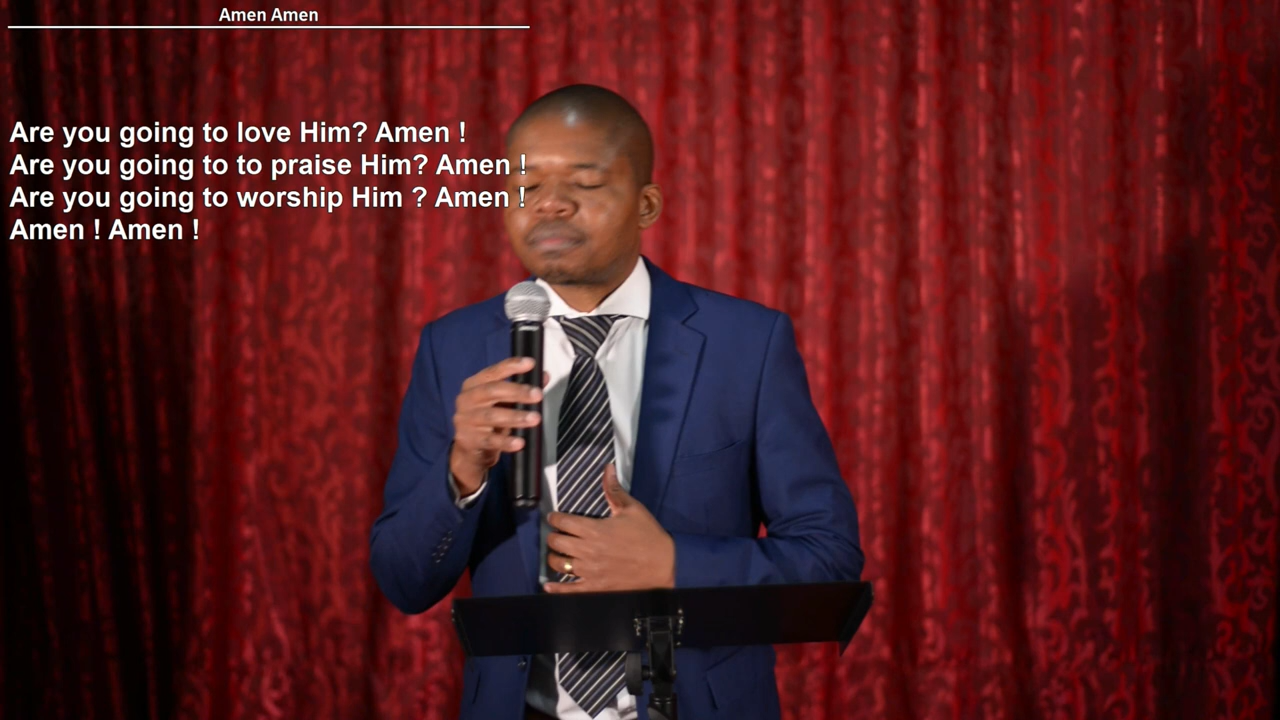 Amen Amen
Are you going to love Him? Amen !
Are you going to to praise Him? Amen !
Are you going to worship Him ? Amen !
Amen ! Amen !